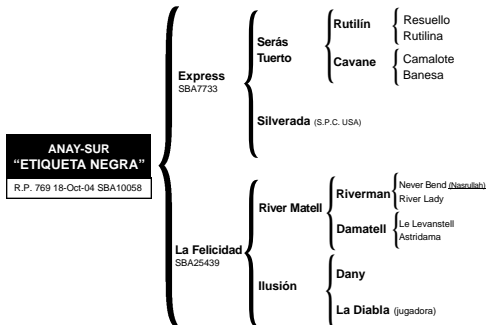 ANAY-SUR
“ETIQUETA NEGRA”
R.P. 769 18-Oct-04 SBA10058
Express
SBA7733
Serás
Tuerto
Rutilín
Resuello
Rutilina
Cavane
Camalote
Banesa
Silverada (S.P.C. USA)
La Felicidad
SBA25439
River Matell
Riverman
Never Bend (Nasrullah)
River Lady
Damatell
Le Levanstell
Astridama
Ilusión
Dany
La Diabla (jugadora)